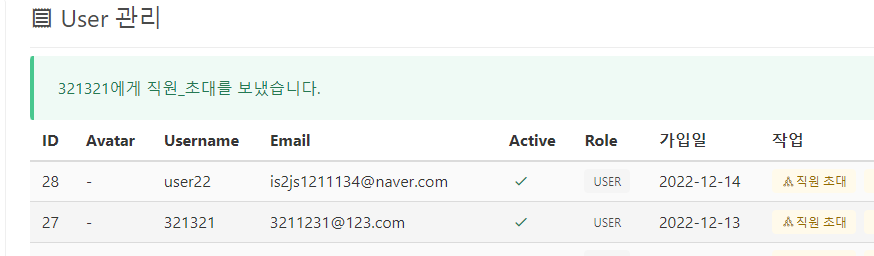 User 관리
321321에게 직원_초대를 보냈습니다.
ID Avatar Username Email Active Role 가입일 작업
28 - user22 is2js1211134@naver.com USER 2022-12-14 직원 초대
27 - 321321 3211231@123.com USER 2022-12-13 직원 초대